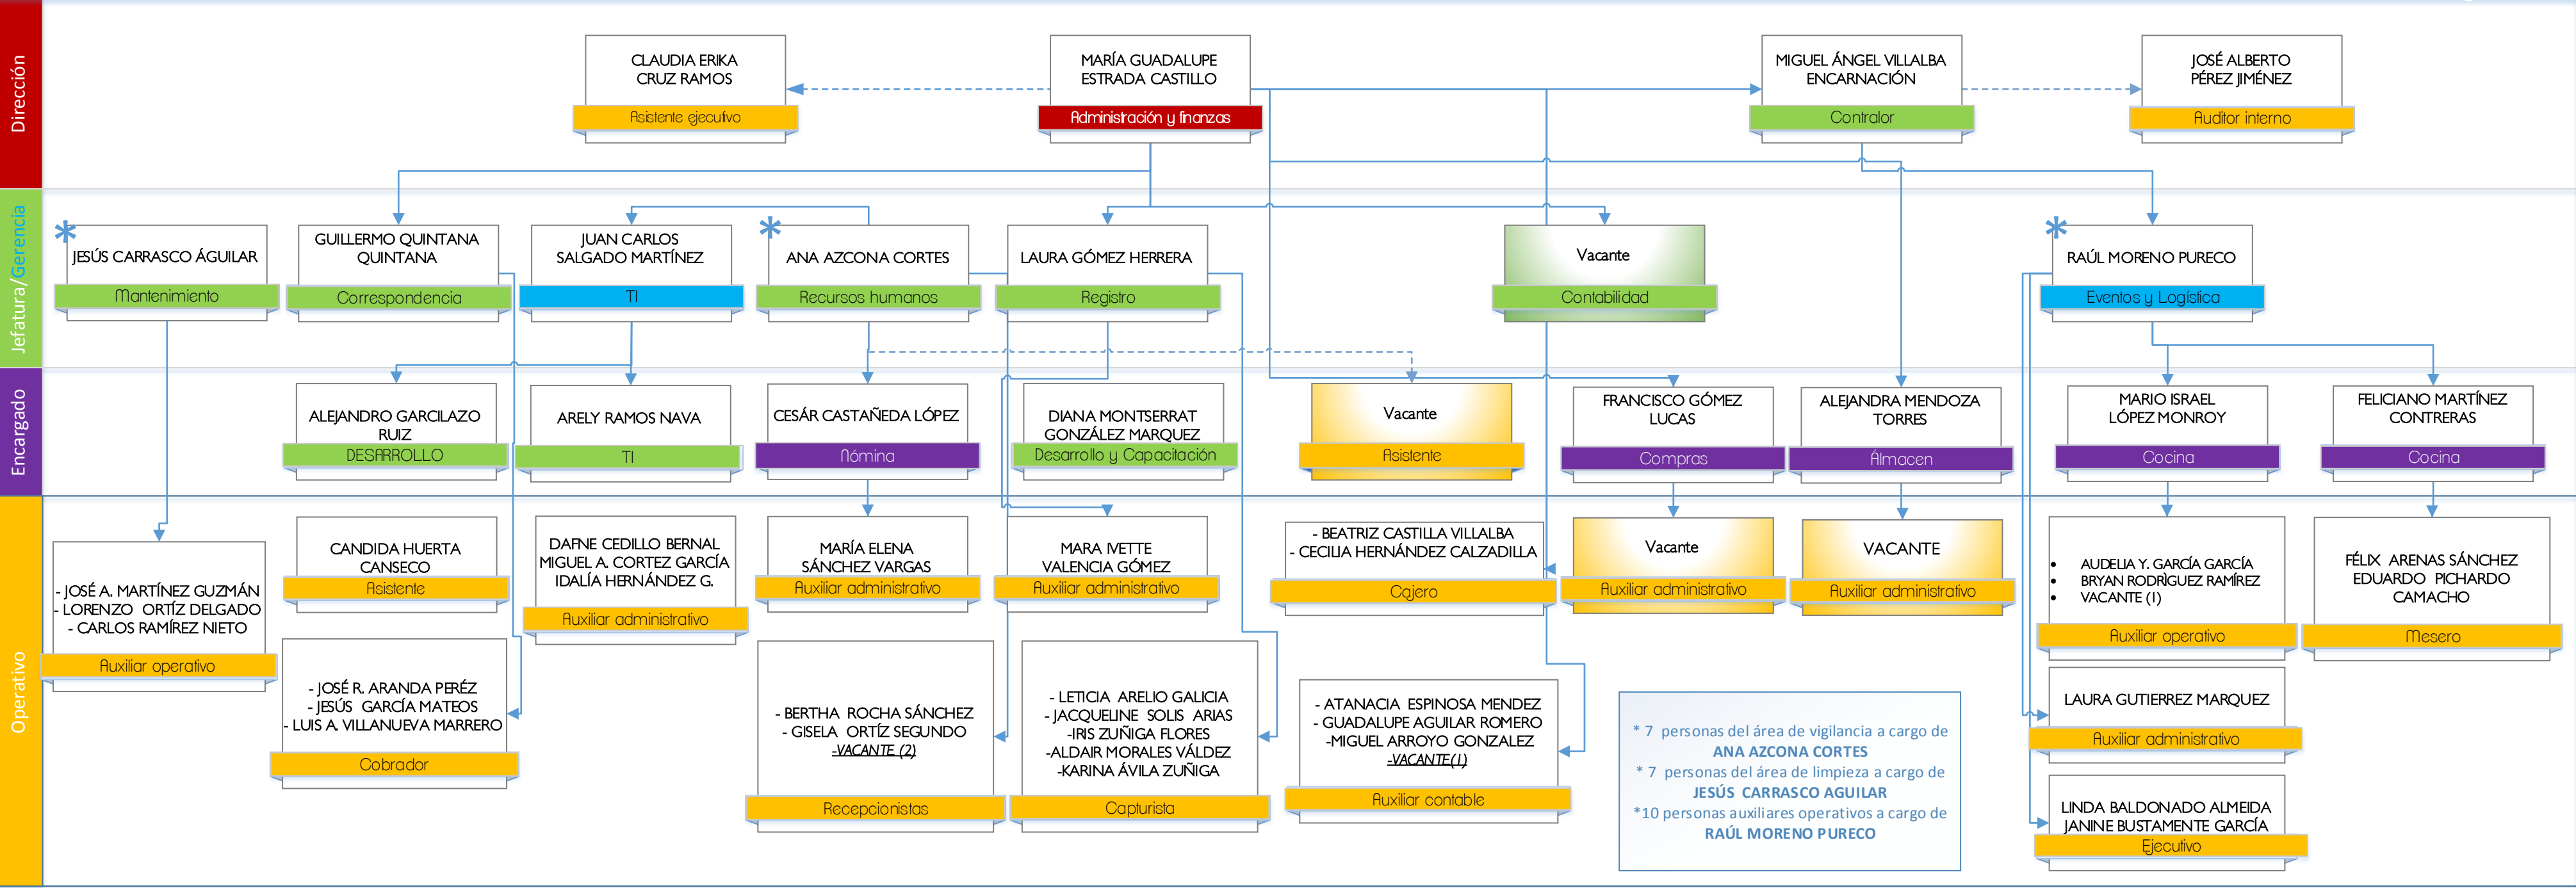 Dirección
CLAUDIA ERIKA
CRUZ RAMOS
Asistente ejecutivo
MARÍA GUADALUPE
ESTRADA CASTILLO
Administración y finanzas
MIGUEL ÁNGEL VILLALBA
ENCARNACIÓN
Contralor
JOSÉ ALBERTO
PÉREZ JIMÉNEZ
Auditor interno
Jefatura/Gerencia
*
JESÚS CARRASCO ÁGUILAR
Mantenimiento
GUILLERMO QUINTANA
QUINTANA
Correspondencia
JUAN CARLOS
SALGADO MARTÍNEZ
TI
*
ANA AZCONA CORTES
Recursos humanos
LAURA GÓMEZ HERRERA
Registro
Vacante
Contabilidad
*
RAÚL MORENO PURECO
Eventos y Logística
Encargado
ALEJANDRO GARCILAZO
RUIZ
DESARROLLO
ARELY RAMOS NAVA
TI
CESÁR CASTAÑEDA LÓPEZ
Nómina
DIANA MONTSERRAT
GONZÁLEZ MARQUEZ
Desarrollo y Capacitación
Vacante
Asistente
FRANCISCO GÓMEZ
LUCAS
Compras
ALEJANDRA MENDOZA
TORRES
Álmacen
MARIO ISRAEL
LÓPEZ MONROY
Cocina
FELICIANO MARTÍNEZ
CONTRERAS
Cocina
Operativo
- JOSÉ A. MARTÍNEZ GUZMÁN
- LORENZO ORTÍZ DELGADO
- CARLOS RAMÍREZ NIETO
Auxiliar operativo
CANDIDA HUERTA
CANSECO
Asistente
DAFNE CEDILLO BERNAL
MIGUEL A. CORTEZ GARCÍA
IDALÍA HERNÁNDEZ G.
Auxiliar administrativo
MARÍA ELENA
SÁNCHEZ VARGAS
Auxiliar administrativo
MARA IVETTE
VALENCIA GÓMEZ
Auxiliar administrativo
- BEATRIZ CASTILLA VILLALBA
- CECILIA HERNÁNDEZ CALZADILLA
Cajero
Vacante
Auxiliar administrativo
VACANTE
Auxiliar administrativo
• AUDELIA Y. GARCÍA GARCÍA
• BRYAN RODRÌGUEZ RAMÍREZ
• VACANTE (1)
Auxiliar operativo
FÉLIX ARENAS SÁNCHEZ
EDUARDO PICHARDO
CAMACHO
Mesero
- JOSÉ R. ARANDA PERÉZ
- JESÚS GARCÍA MATEOS
- LUIS A. VILLANUEVA MARRERO
Cobrador
- BERTHA ROCHA SÁNCHEZ
- GISELA ORTÍZ SEGUNDO
-VACANTE (2)
Recepcionistas
- LETICIA ARELIO GALICIA
- JACQUELINE SOLIS ARIAS
-IRIS ZUÑIGA FLORES
-ALDAIR MORALES VÁLDEZ
-KARINA ÁVILA ZUÑIGA
Capturista
- ATANACIA ESPINOSA MENDEZ
- GUADALUPE AGUILAR ROMERO
-MIGUEL ARROYO GONZALEZ
-VACANTE(1)
Auxiliar contable
* 7 personas del área de vigilancia a cargo de
ANA AZCONA CORTES
* 7 personas del área de limpieza a cargo de
JESÚS CARRASCO AGUILAR
*10 personas auxiliares operativos a cargo de
RAÚL MORENO PURECO
LAURA GUTIERREZ MARQUEZ
Auxiliar administrativo
LINDA BALDONADO ALMEIDA
JANINE BUSTAMENTE GARCÍA
Ejecutivo